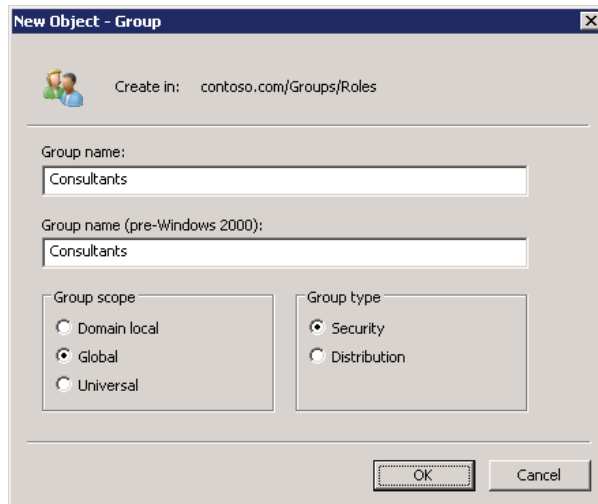 New Object - Group
Create in: contoso.com/Groups/Roles
Group name:
Consultants
Group name (pre-Windows 2000):
Consultants
Group scope
Domain local
Global
Universal
Group type
Security
Distribution
OK
Cancel